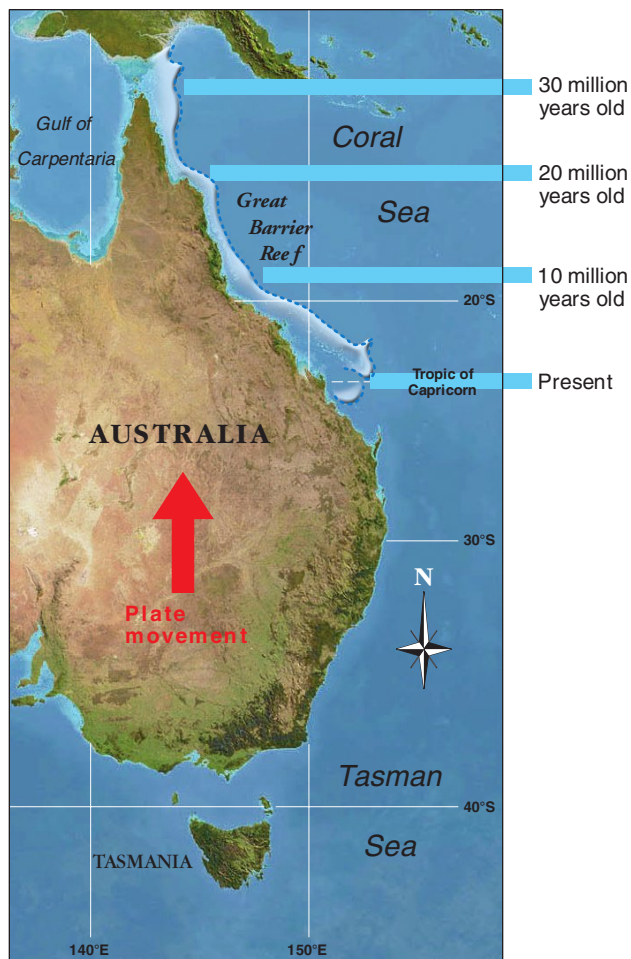 30 million
years old
Gulf of
Carpentaria
Coral
20 million
years old
Great
Barrier
Reef
Sea
10 million
years old
20°S
Tropic of
Capricorn
Present
AUSTRALIA
30°S
N
Plate
movement
Tasman
40°S
Sea
TASMANIA
140°E
150°E